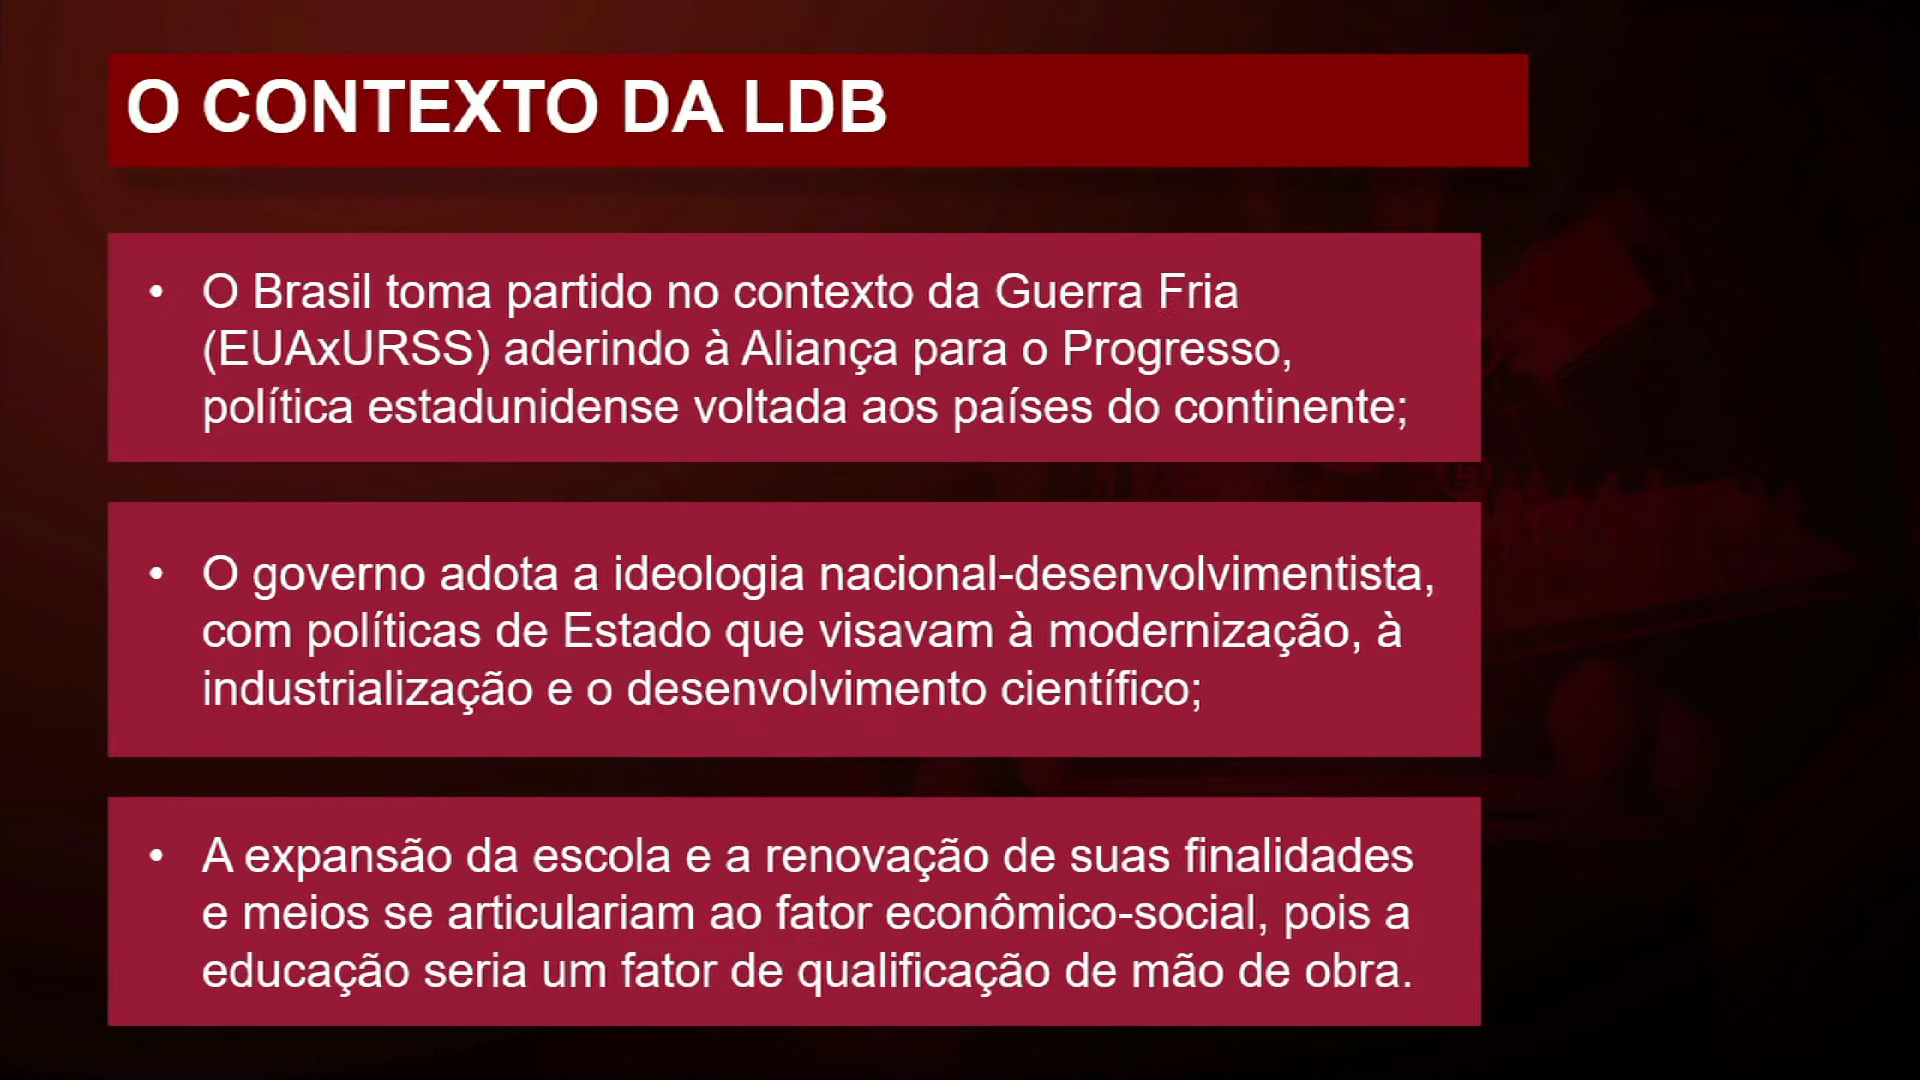 O CONTEXTO DA LDB
• O Brasil toma partido no contexto da Guerra Fria
(EUAxURSS) aderindo à Aliança para o Progresso,
política estadunidense voltada aos países do continente;
• O governo adota a ideologia nacional-desenvolvimentista,
com políticas de Estado que visavam à modernização, à
industrialização e o desenvolvimento científico;
• A expansão da escola e a renovação de suas finalidades
e meios se articulariam ao fator econômico-social, pois a
educação seria um fator de qualificação de mão de obra.